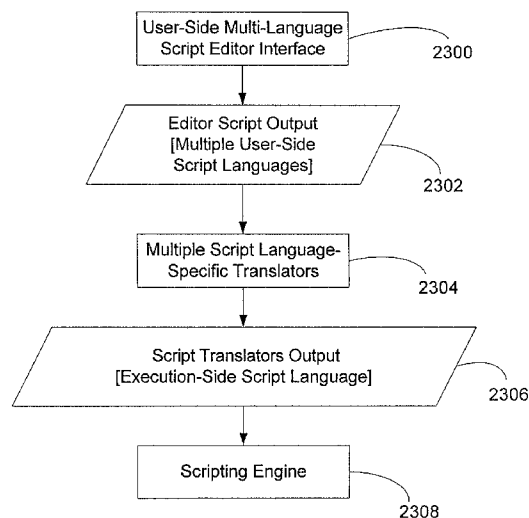 User-Side Multi-Language
Script Editor Interface
2300
Editor Script Output
[Multiple User-Side
Script Languages]
2302
Multiple Script Language-
Specific Translators
2304
Script Translators Output
[Execution-Side Script Language]
2306
Scripting Engine
2308